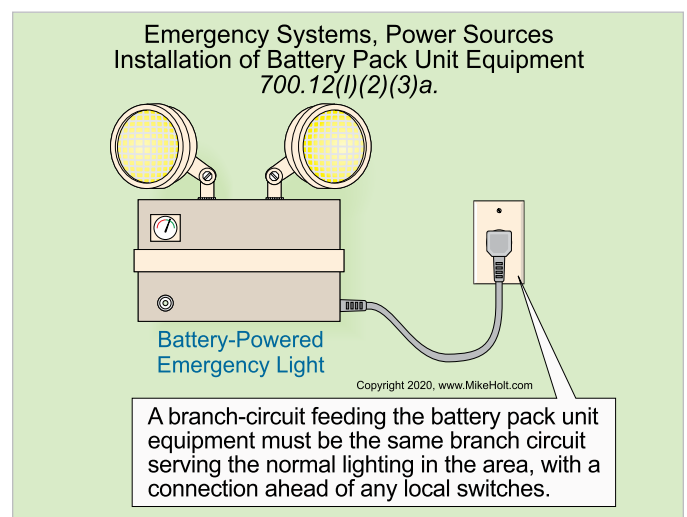 Emergency Systems, Power Sources
Installation of Battery Pack Unit Equipment
700.12(I)(2)(3)a.
Battery-Powered
Emergency Light
Copyright 2020, www.MikeHolt.com
A branch-circuit feeding the battery pack unit
equipment must be the same branch circuit
serving the normal lighting in the area, with a
connection ahead of any local switches.